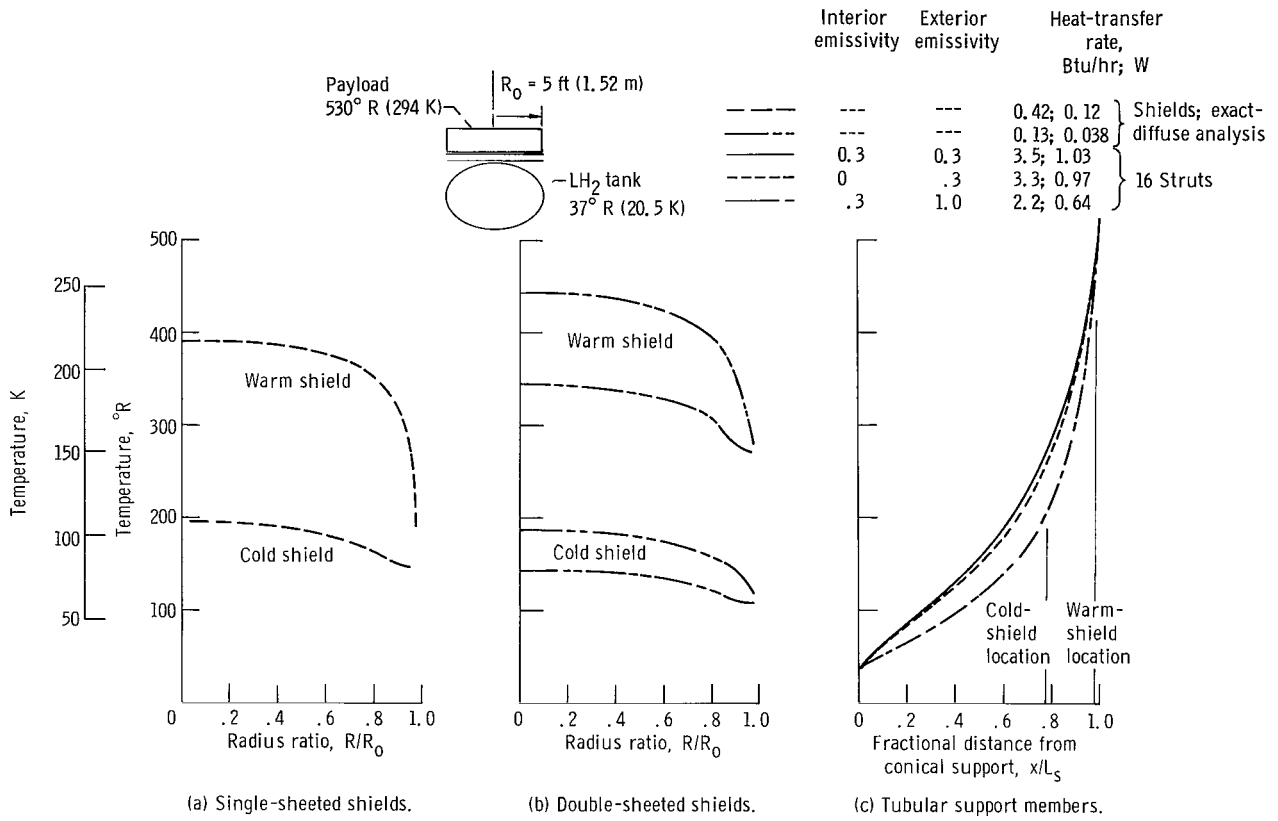 Interior emissivity
Exterior emissivity
Heat-transfer rate, Btu/hr; W
--- --- 0.42; 0.12
--- --- 0.13; 0.038
Shields; exact-diffuse analysis
0.3 0.3 3.5; 1.03
0 .3 3.3; 0.97
.3 1.0 2.2; 0.64
16 Struts
Payload
530° R (294 K)
R₀ = 5 ft (1.52 m)
LH₂ tank
37° R (20.5 K)
Temperature, K
250
200
150
100
50
Temperature, °R
500
400
300
200
100
Warm shield
Cold shield
0 .2 .4 .6 .8 1.0
Radius ratio, R/R₀
(a) Single-sheeted shields.
Warm shield
Cold shield
0 .2 .4 .6 .8 1.0
Radius ratio, R/R₀
(b) Double-sheeted shields.
Cold-
shield
location
Warm-
shield
location
0 .2 .4 .6 .8 1.0
Fractional distance from
conical support, x/Lₛ
(c) Tubular support members.